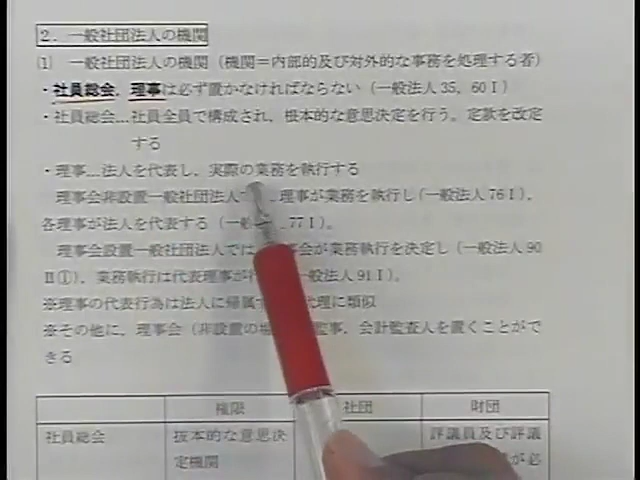 2．一般社団法人の機関
⑴　一般社団法人の機関（機関＝内部的及び対外的な事務を処理する者）
・社員総会、理事は必ず置かなければならない（一般法人35，60Ⅰ）
・社員総会…社員全員で構成され、根本的な意思決定を行う。定款を改定
する
・理事…法人を代表し、実際の業務を執行する
理事会非設置一般社団法人で 理事が業務を執行し（一般法人76Ⅰ）、
各理事が法人を代表する（一般 77Ⅰ）。
理事会設置一般社団法人では 事会が業務執行を決定し（一般法人90
Ⅱ①）、業務執行は代表理事が 一般法人91Ⅰ）。
※理事の代表行為は法人に帰属す 代理に類似
※その他に、理事会（非設置の 監事、会計監査人を置くことがで
きる
権限 社団 財団
社員総会 抜本的な意思決 評議員及び評議
定機関 が必